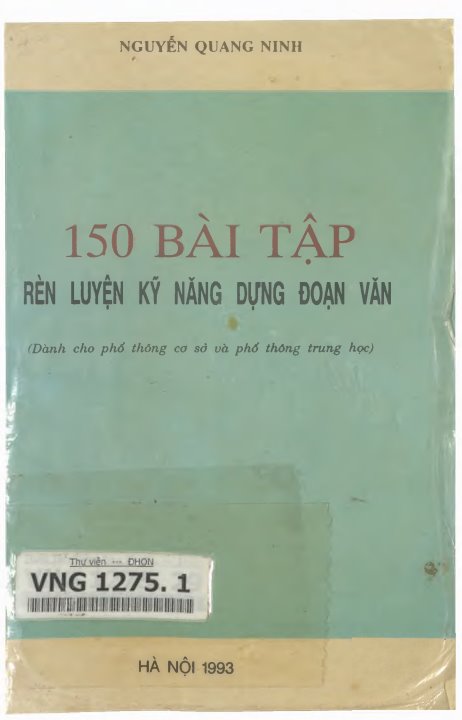 NGUYỄN QUANG NINH
150 BÀI TẬP
RÈN LUYỆN KỸ NĂNG DỰNG ĐOẠN VĂN
(Dành cho phổ thông cơ sở và phổ thông trung học)
Thư viện --- ĐHQN
VNG 1275. 1
HÀ NỘI 1993